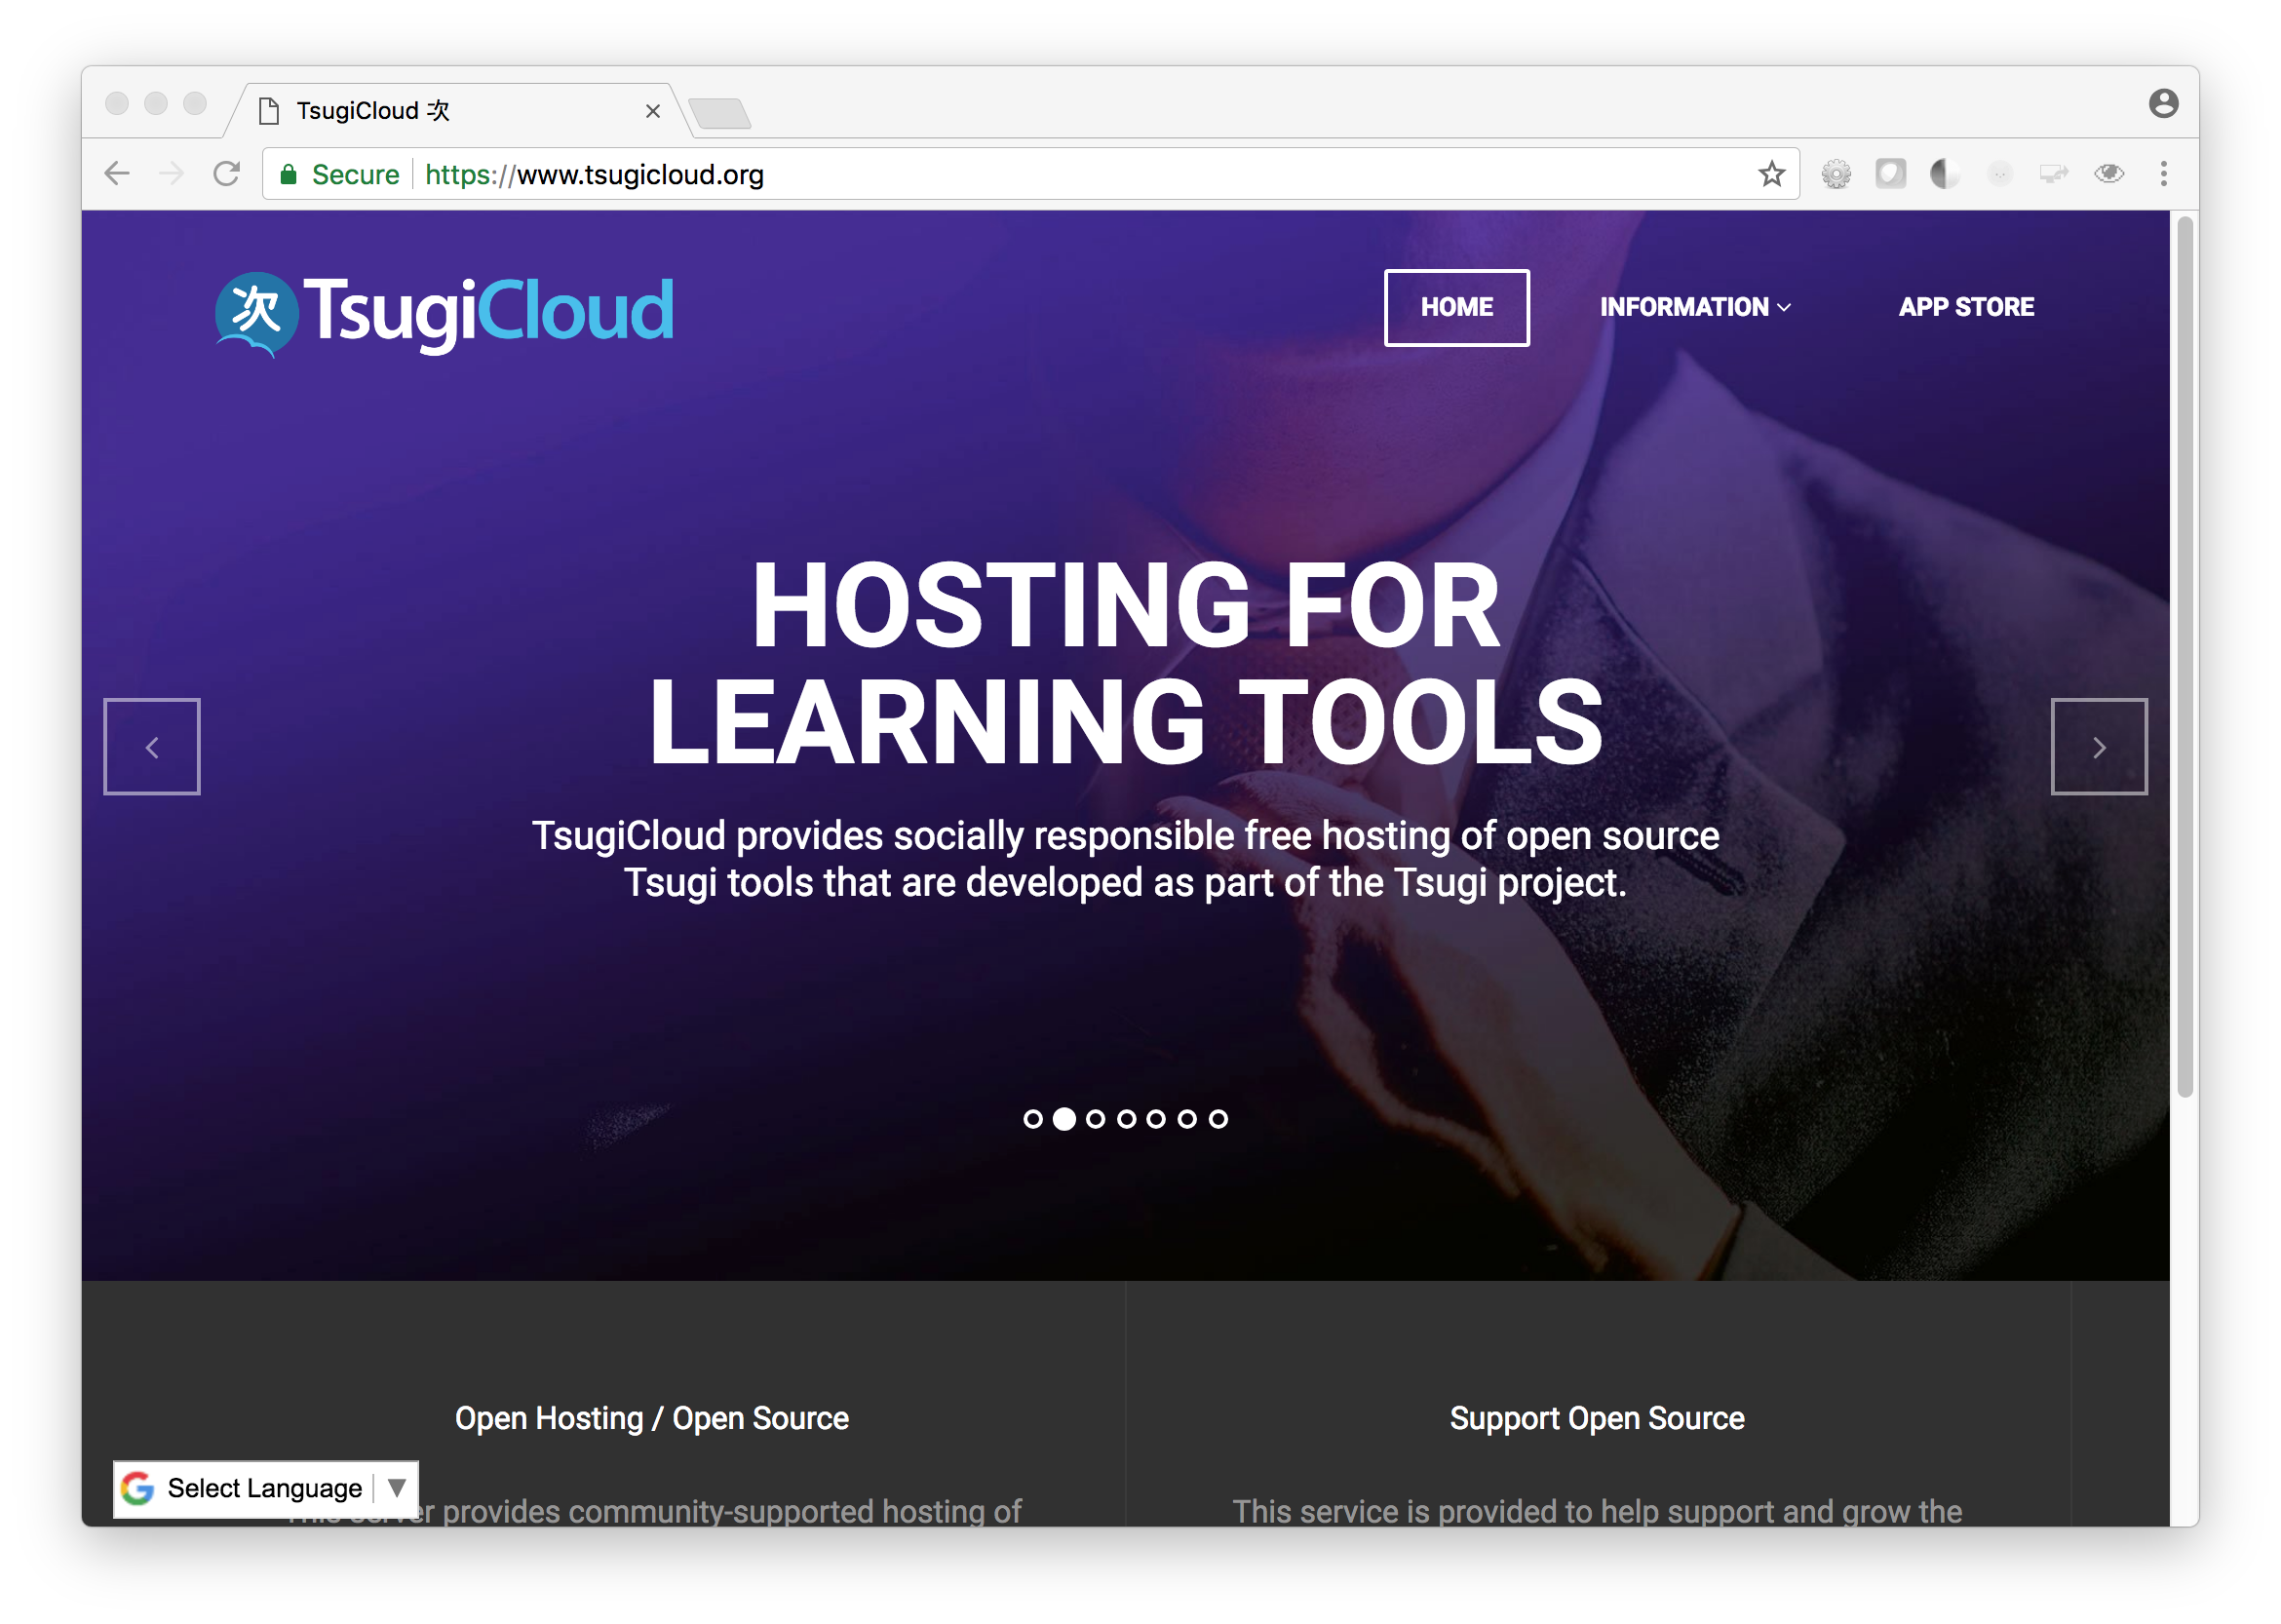 TsugiCloud 次
Secure https://www.tsugicloud.org
次 TsugiCloud
HOME INFORMATION APP STORE
HOSTING FOR
LEARNING TOOLS
TsugiCloud provides socially responsible free hosting of open source
Tsugi tools that are developed as part of the Tsugi project.
Open Hosting / Open Source
Support Open Source
Select Language ▼
provides community-supported hosting of
This service is provided to help support and grow the